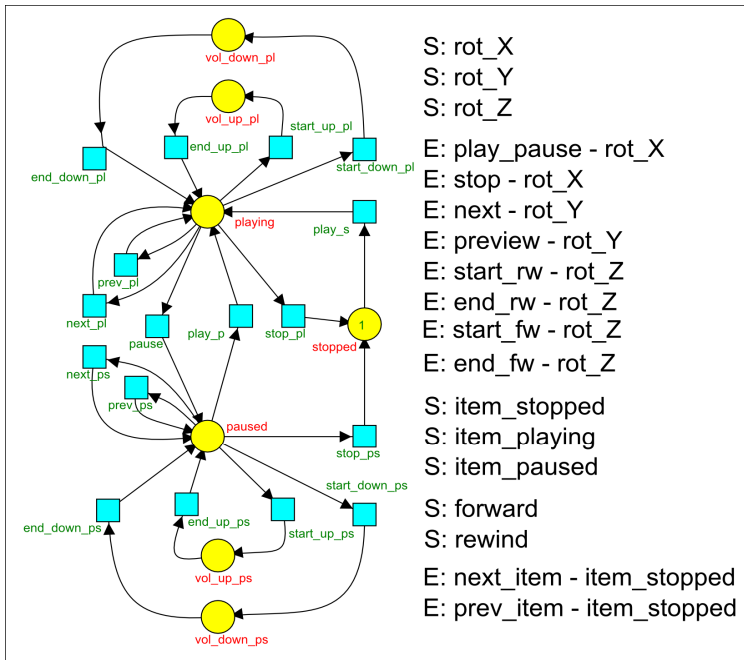 vol_down_pl
vol_up_pl
start_up_pl
end_up_pl
end_down_pl
start_down_pl
playing
play_s
prev_pl
next_pl
pause
play_p
stop_pl
1
stopped
next_ps
prev_ps
paused
stop_ps
start_down_ps
end_down_ps
end_up_ps
start_up_ps
vol_up_ps
vol_down_ps
S: rot_X
S: rot_Y
S: rot_Z
E: play_pause - rot_X
E: stop - rot_X
E: next - rot_Y
E: preview - rot_Y
E: start_rw - rot_Z
E: end_rw - rot_Z
E: start_fw - rot_Z
E: end_fw - rot_Z
S: item_stopped
S: item_playing
S: item_paused
S: forward
S: rewind
E: next_item - item_stopped
E: prev_item - item_stopped